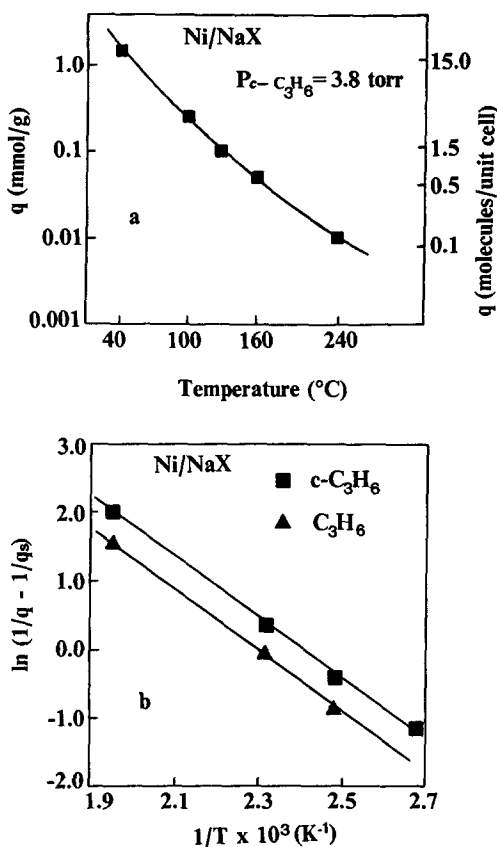 Ni/NaX
P c-C₃H₆ = 3.8 torr
q (mmol/g)
1.0
0.1
0.01
0.001
15.0
1.5
0.5
0.1
q (molecules/unit cell)
a
40 100 160 240
Temperature (°C)
Ni/NaX
c-C₃H₆
C₃H₆
ln (1/q - 1/qs)
3.0
2.0
1.0
0.0
-1.0
-2.0
b
1.9 2.1 2.3 2.5 2.7
1/T x 10³ (K⁻¹)